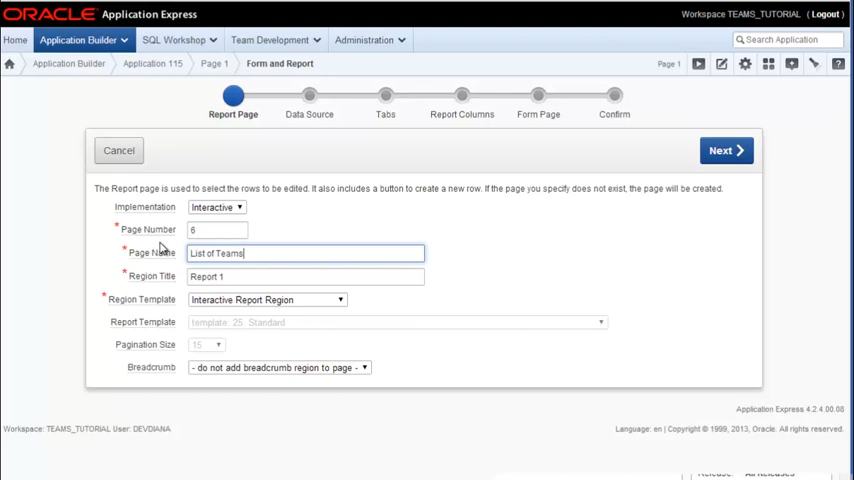 ORACLE Application Express
Workspace TEAMS_TUTORIAL ( Logout )
Home Application Builder SQL Workshop Team Development Administration Search Application
Application Builder Application 115 Page 1 Form and Report Page 1
Report Page Data Source Tabs Report Columns Form Page Confirm
Cancel Next
The Report page is used to select the rows to be edited. It also includes a button to create a new row. If the page you specify does not exist, the page will be created.
Implementation Interactive
* Page Number 6
* Page Name List of Teams
* Region Title Report 1
* Region Template Interactive Report Region
Report Template template: 25. Standard
Pagination Size 15
Breadcrumb - do not add breadcrumb region to page -
Application Express 4.2.4.00.08
Workspace: TEAMS_TUTORIAL User: DEVDIANA Language: en | Copyright © 1999, 2013, Oracle. All rights reserved.
Release: All Releases